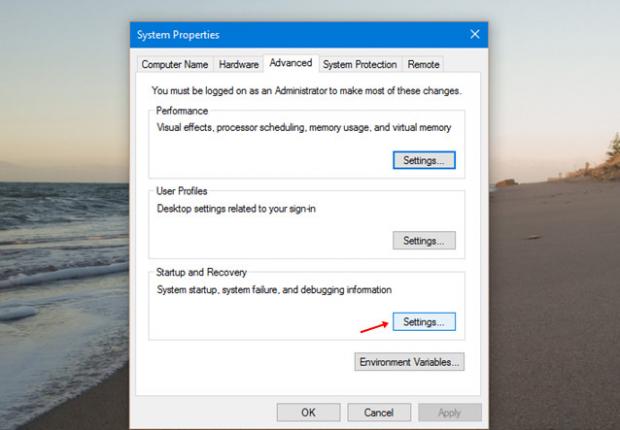 System Properties
Computer Name Hardware Advanced System Protection Remote
You must be logged on as an Administrator to make most of these changes.
Performance
Visual effects, processor scheduling, memory usage, and virtual memory
Settings...
User Profiles
Desktop settings related to your sign-in
Settings...
Startup and Recovery
System startup, system failure, and debugging information
Settings...
Environment Variables...
OK Cancel Apply